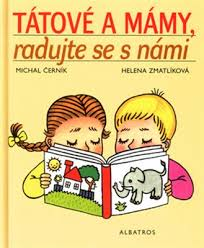 TÁTOVÉ A MÁMY,
radujte se s námi
MICHAL ČERNÍK HELENA ZMATLÍKOVÁ
ALBATROS